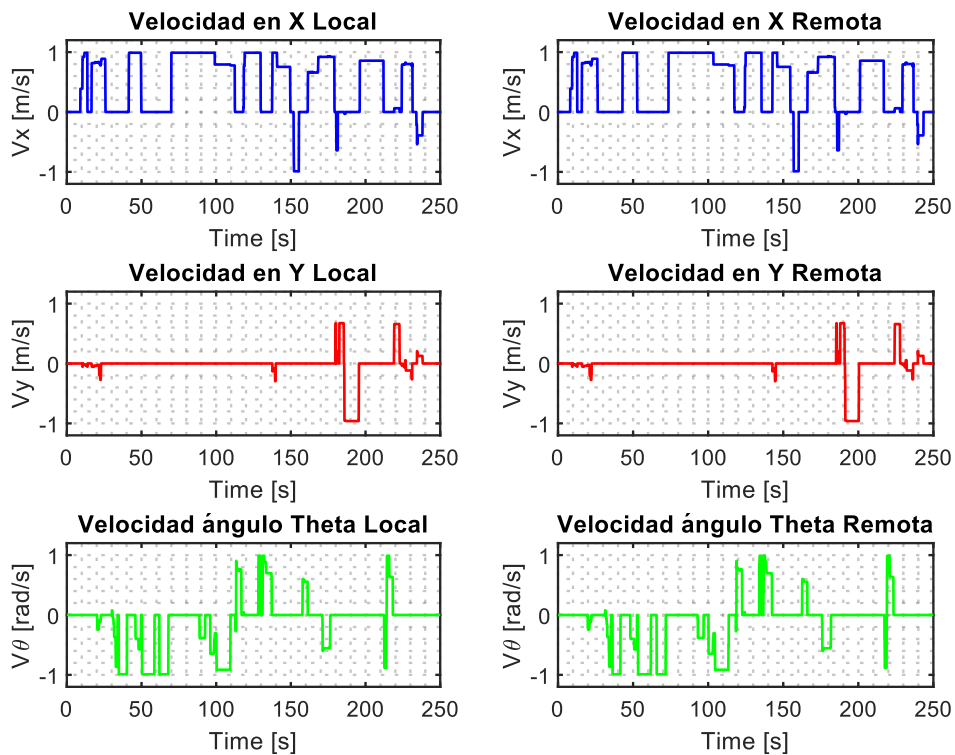 Velocidad en X Local
Vx [m/s]
1
0
-1
0 50 100 150 200 250
Time [s]
Velocidad en X Remota
Vx [m/s]
1
0
-1
0 50 100 150 200 250
Time [s]
Velocidad en Y Local
Vy [m/s]
1
0
-1
0 50 100 150 200 250
Time [s]
Velocidad en Y Remota
Vy [m/s]
1
0
-1
0 50 100 150 200 250
Time [s]
Velocidad ángulo Theta Local
Vθ [rad/s]
1
0
-1
0 50 100 150 200 250
Time [s]
Velocidad ángulo Theta Remota
Vθ [rad/s]
1
0
-1
0 50 100 150 200 250
Time [s]